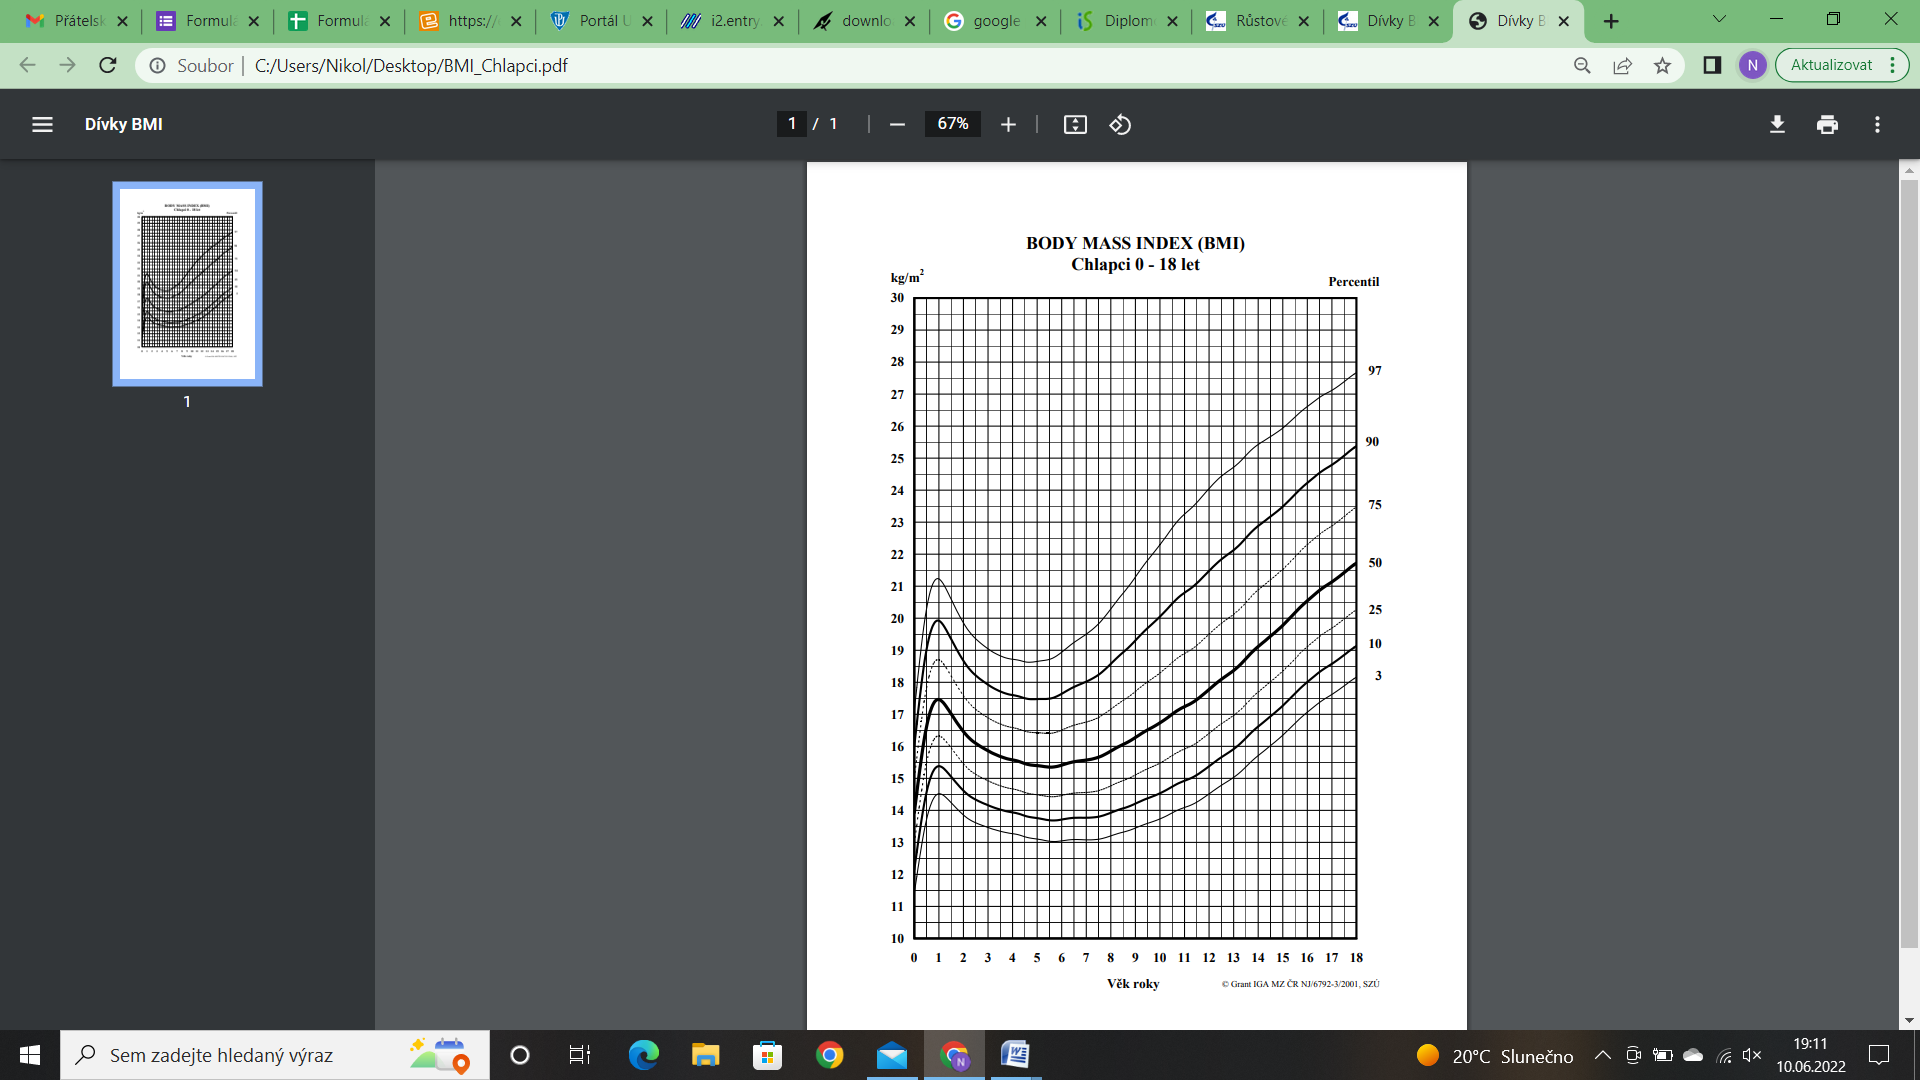 Přátelsk
Formulá
Formulá
https://
Portál U
i2.entry.
downlo
google
Diplomo
Růstové
Dívky B
Dívky B
Soubor
C:/Users/Nikol/Desktop/BMI_Chlapci.pdf
N
Aktualizovat
Dívky BMI
1 / 1
67%
1
BODY MASS INDEX (BMI)
Chlapci 0 - 18 let
kg/m²
Percentil
30
29
28
27
26
25
24
23
22
21
20
19
18
17
16
15
14
13
12
11
10
97
90
75
50
25
10
3
0 1 2 3 4 5 6 7 8 9 10 11 12 13 14 15 16 17 18
Věk roky
© Grant IGA MZ ČR NJ/6792-3/2001, SZÚ
Sem zadejte hledaný výraz
20°C Slunečno
19:11
10.06.2022